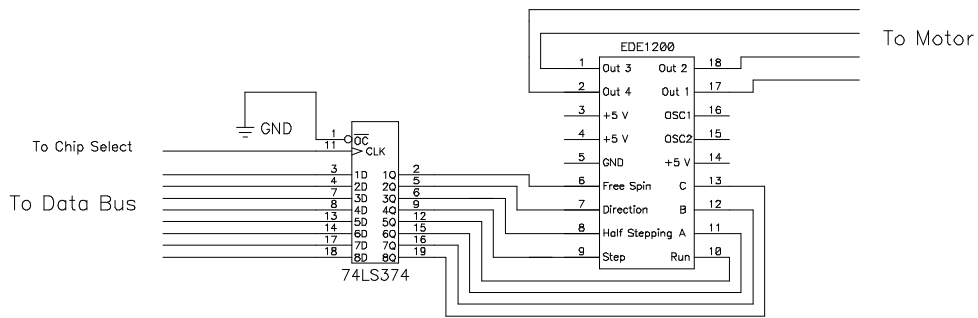 To Motor
EDE1200
1 Out 3 Out 2 18
2 Out 4 Out 1 17
3 +5 V OSC1 16
4 +5 V OSC2 15
5 GND +5 V 14
6 Free Spin C 13
7 Direction B 12
8 Half Stepping A 11
9 Step Run 10
GND
To Chip Select
To Data Bus
1 OC
11 CLK
3 1D 1Q 2
4 2D 2Q 5
7 3D 3Q 6
8 4D 4Q 9
13 5D 5Q 12
14 6D 6Q 15
17 7D 7Q 16
18 8D 8Q 19
74LS374